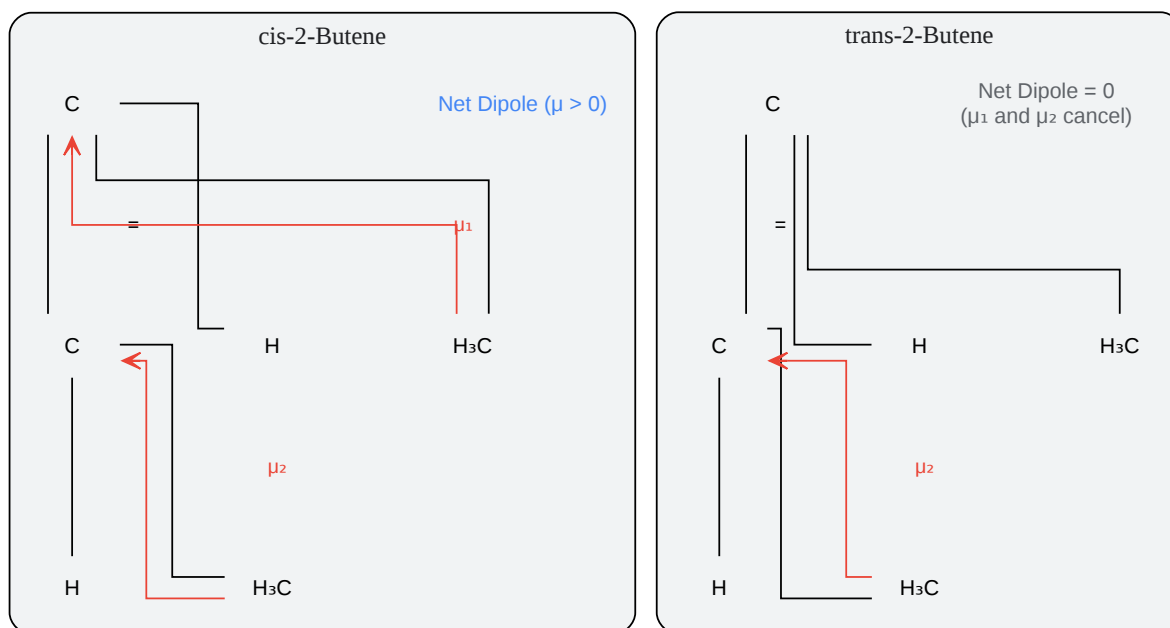 cis-2-Butene
C
Net Dipole (μ > 0)
=
μ₁
C
H
H₃C
μ₂
H
H₃C
trans-2-Butene
C
Net Dipole = 0
(μ₁ and μ₂ cancel)
=
C
H
H₃C
μ₂
H
H₃C